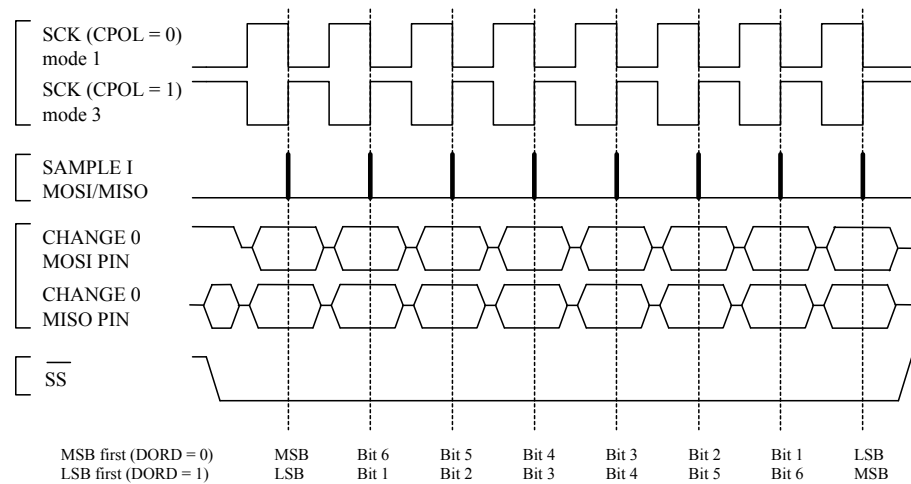 SCK (CPOL = 0)
mode 1
SCK (CPOL = 1)
mode 3
SAMPLE I
MOSI/MISO
CHANGE 0
MOSI PIN
CHANGE 0
MISO PIN
SS
MSB first (DORD = 0) MSB Bit 6 Bit 5 Bit 4 Bit 3 Bit 2 Bit 1 LSB
LSB first (DORD = 1) LSB Bit 1 Bit 2 Bit 3 Bit 4 Bit 5 Bit 6 MSB